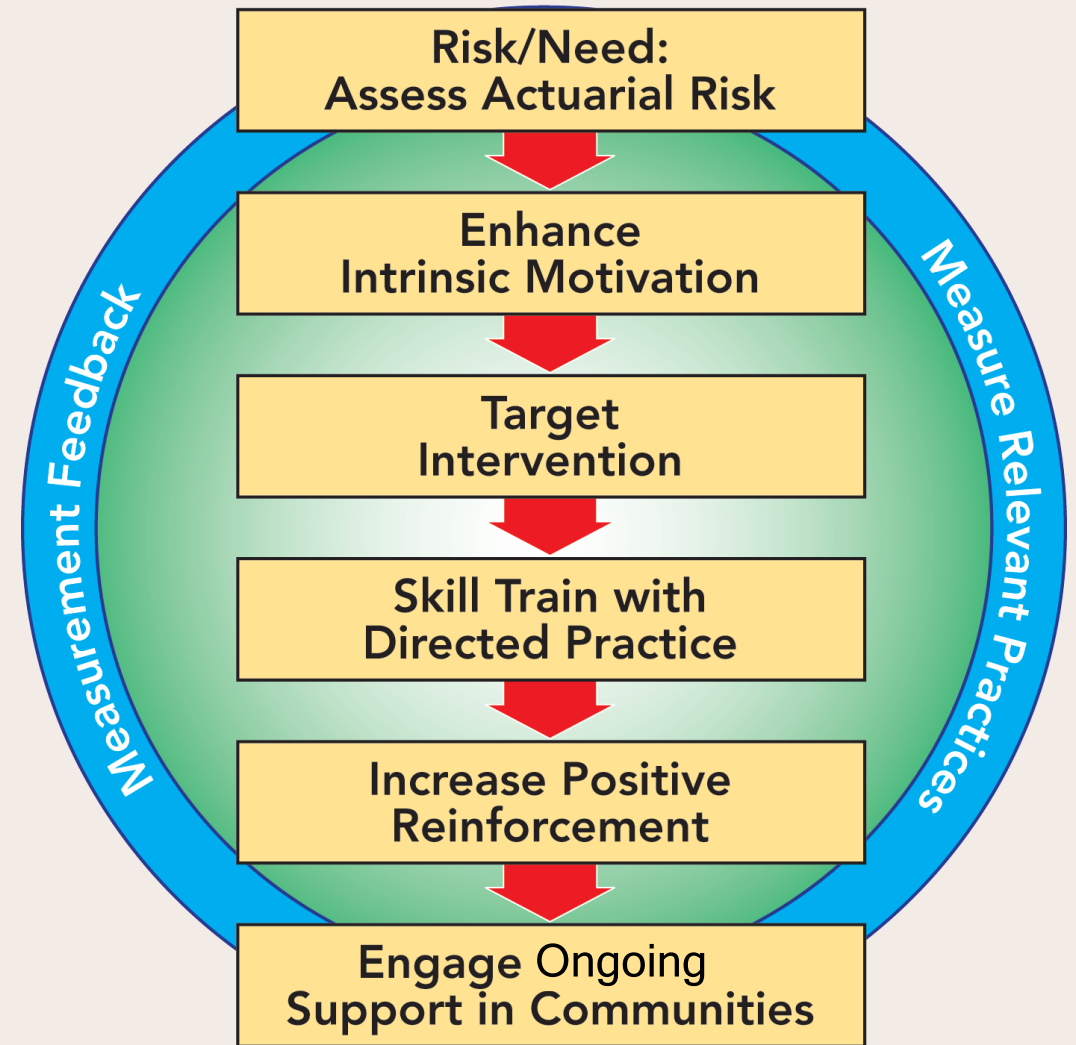 Risk/Need:
Assess Actuarial Risk
Enhance
Intrinsic Motivation
Target
Intervention
Skill Train with
Directed Practice
Increase Positive
Reinforcement
Engage Ongoing
Support in Communities
Measurement Feedback
Measure Relevant Practices